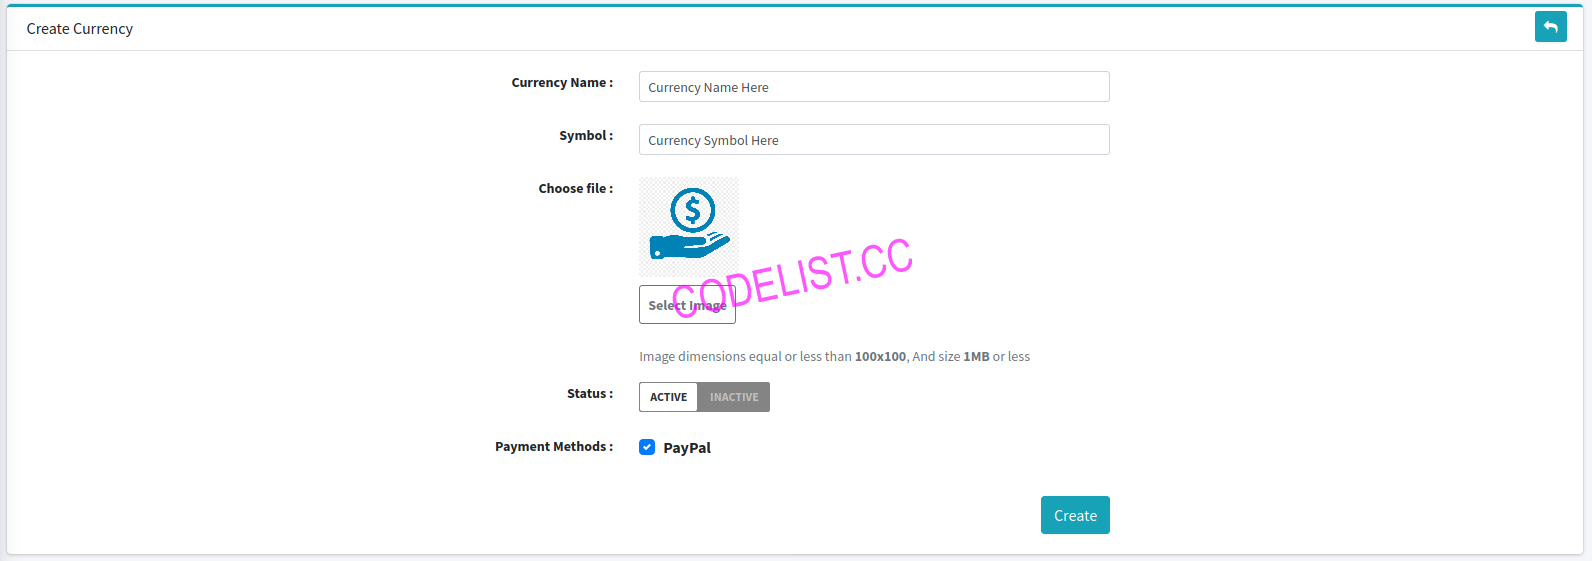 Create Currency
Currency Name :
Currency Name Here
Symbol :
Currency Symbol Here
Choose file :
$
CODELIST.CC
Select Image
Image dimensions equal or less than 100x100, And size 1MB or less
Status :
ACTIVE INACTIVE
Payment Methods :
PayPal
Create